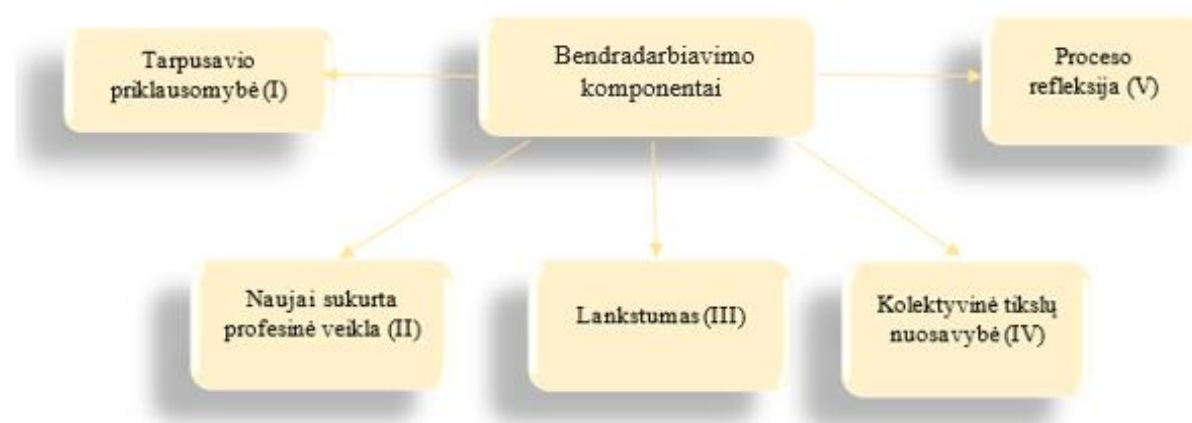 Bendradarbiavimo
komponentai
Tarpusavio
priklausomybė (I)
Naujai sukurta
profesinė veikla (II)
Lankstumas (III)
Kolektyvinė tikslų
nuosavybė (IV)
Proceso
refleksija (V)